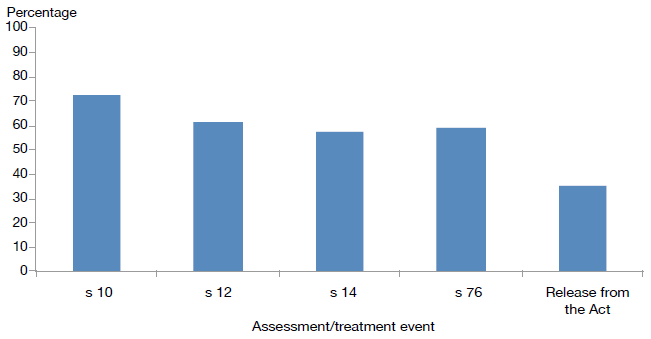 Percentage
100
90
80
70
60
50
40
30
20
10
0
s 10
s 12
s 14
s 76
Release from
the Act
Assessment/treatment event